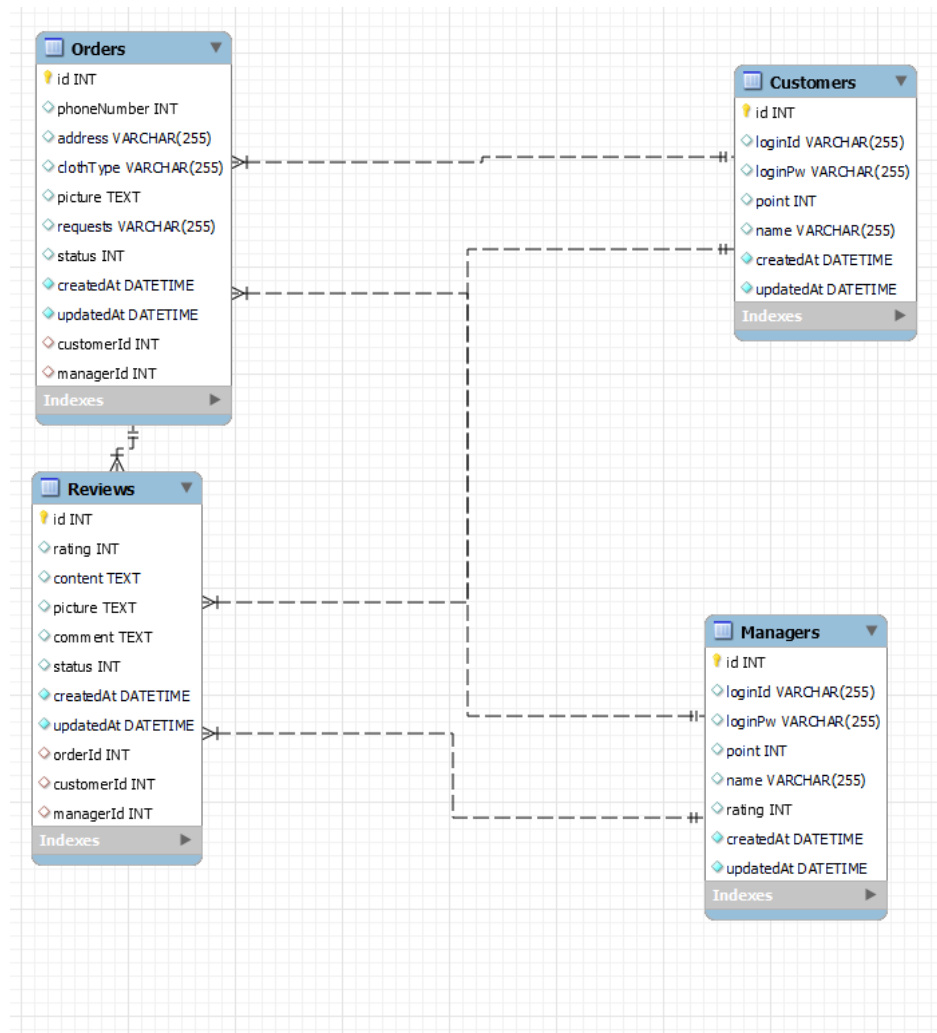 Orders
id INT
phoneNumber INT
address VARCHAR(255)
clothType VARCHAR(255)
picture TEXT
requests VARCHAR(255)
status INT
createdAt DATETIME
updatedAt DATETIME
customerId INT
managerId INT
Indexes
Customers
id INT
loginId VARCHAR(255)
loginPw VARCHAR(255)
point INT
name VARCHAR(255)
createdAt DATETIME
updatedAt DATETIME
Indexes
Reviews
id INT
rating INT
content TEXT
picture TEXT
comment TEXT
status INT
createdAt DATETIME
updatedAt DATETIME
orderId INT
customerId INT
managerId INT
Indexes
Managers
id INT
loginId VARCHAR(255)
loginPw VARCHAR(255)
point INT
name VARCHAR(255)
rating INT
createdAt DATETIME
updatedAt DATETIME
Indexes